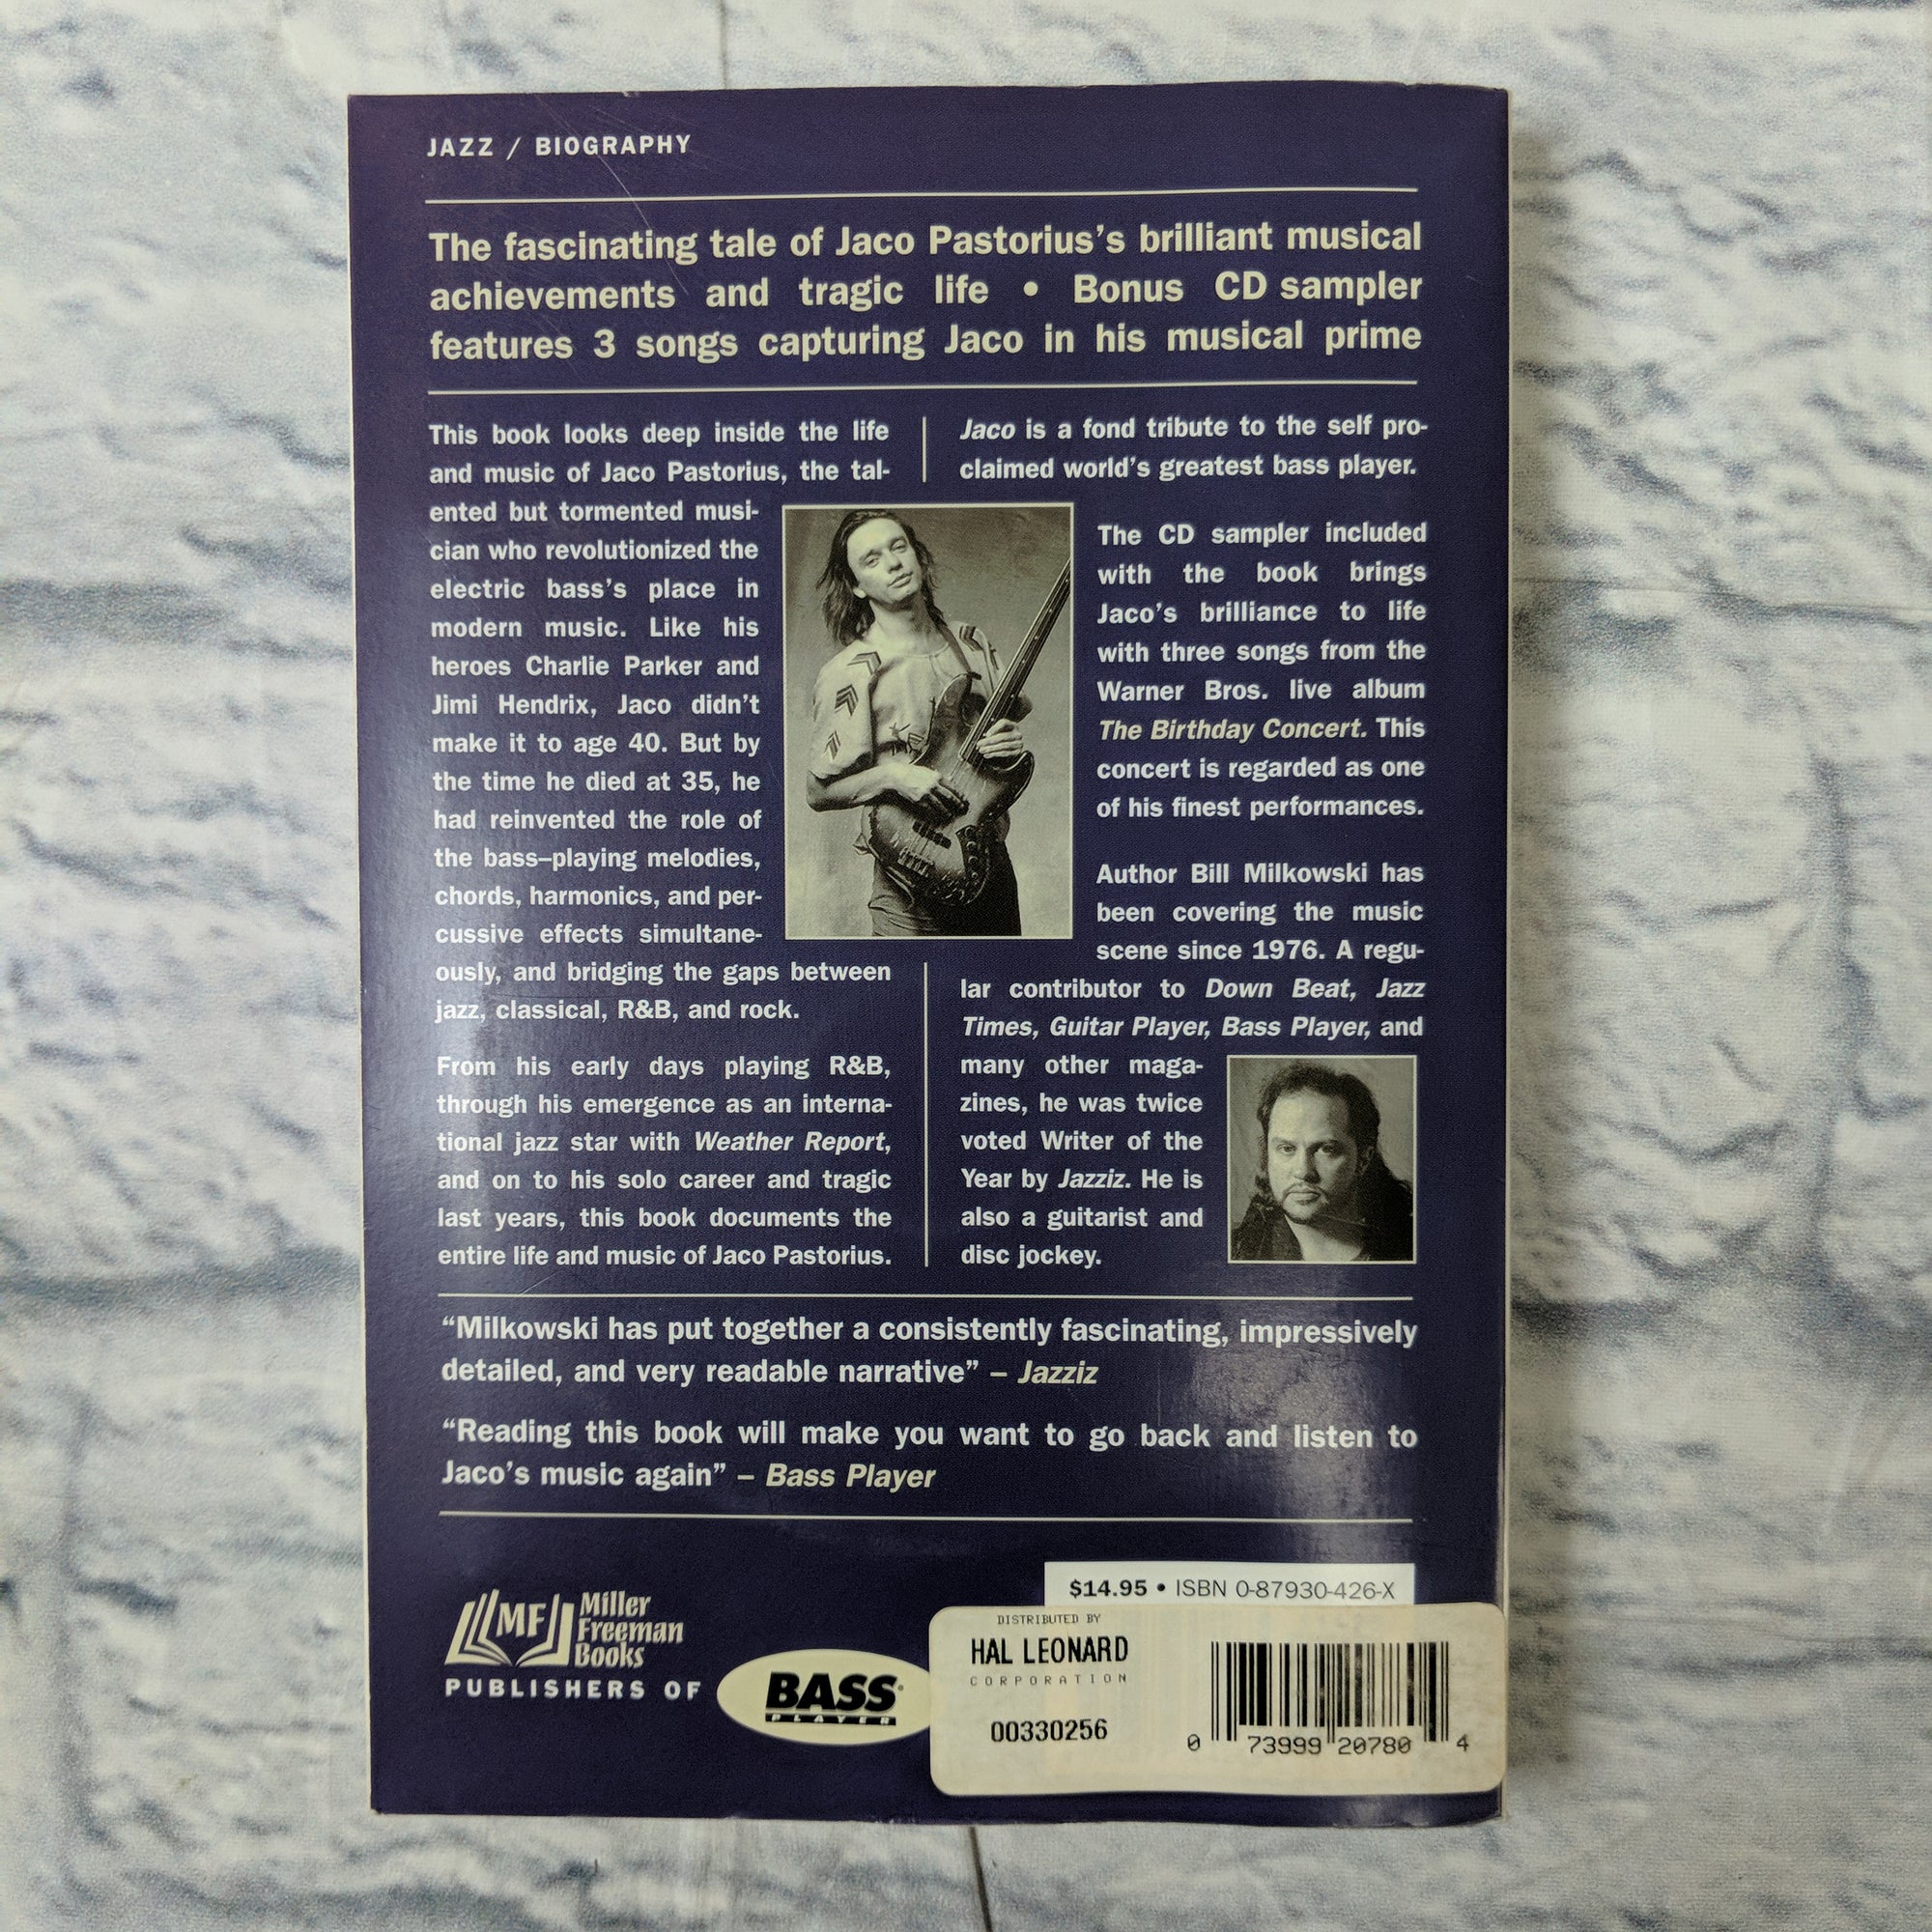 JAZZ / BIOGRAPHY
The fascinating tale of Jaco Pastorius’s brilliant musical
achievements and tragic life • Bonus CD sampler
features 3 songs capturing Jaco in his musical prime
This book looks deep inside the life
and music of Jaco Pastorius, the tal-
ented but tormented musi-
cian who revolutionized the
electric bass’s place in
modern music. Like his
heroes Charlie Parker and
Jimi Hendrix, Jaco didn’t
make it to age 40. But by
the time he died at 35, he
had reinvented the role of
the bass–playing melodies,
chords, harmonics, and per-
cussive effects simultane-
ously, and bridging the gaps between
jazz, classical, R&B, and rock.
From his early days playing R&B,
through his emergence as an interna-
tional jazz star with Weather Report,
and on to his solo career and tragic
last years, this book documents the
entire life and music of Jaco Pastorius.
Jaco is a fond tribute to the self pro-
claimed world’s greatest bass player.
The CD sampler included
with the book brings
Jaco’s brilliance to life
with three songs from the
Warner Bros. live album
The Birthday Concert. This
concert is regarded as one
of his finest performances.
Author Bill Milkowski has
been covering the music
scene since 1976. A regu-
lar contributor to Down Beat, Jazz
Times, Guitar Player, Bass Player, and
many other maga-
zines, he was twice
voted Writer of the
Year by Jazziz. He is
also a guitarist and
disc jockey.
“Milkowski has put together a consistently fascinating, impressively
detailed, and very readable narrative” – Jazziz
“Reading this book will make you want to go back and listen to
Jaco’s music again” – Bass Player
MF Miller
Freeman
Books
PUBLISHERS OF
BASS
PLAYER
$14.95 • ISBN 0-87930-426-X
DISTRIBUTED BY
HAL LEONARD
CORPORATION
00330256
0 73999 20780 4